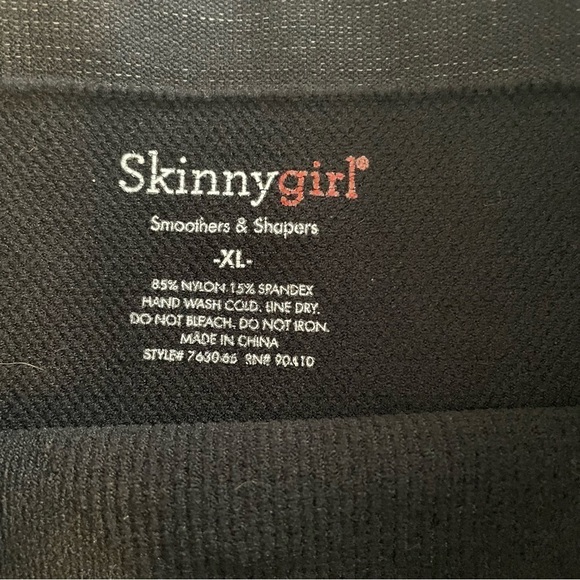 Skinnygirl®
Smoothers & Shapers
-XL-
85% NYLON 15% SPANDEX
HAND WASH COLD. LINE DRY.
DO NOT BLEACH. DO NOT IRON.
MADE IN CHINA
STYLE# 7630-65 RN# 90410